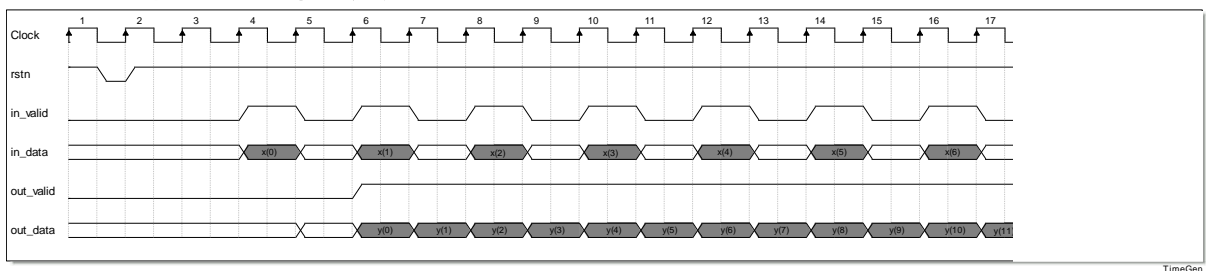 1 2 3 4 5 6 7 8 9 10 11 12 13 14 15 16 17
Clock
rstn
in_valid
in_data x(0) x(1) x(2) x(3) x(4) x(5) x(6)
out_valid
out_data y(0) y(1) y(2) y(3) y(4) y(5) y(6) y(7) y(8) y(9) y(10) y(11)
TimeGen